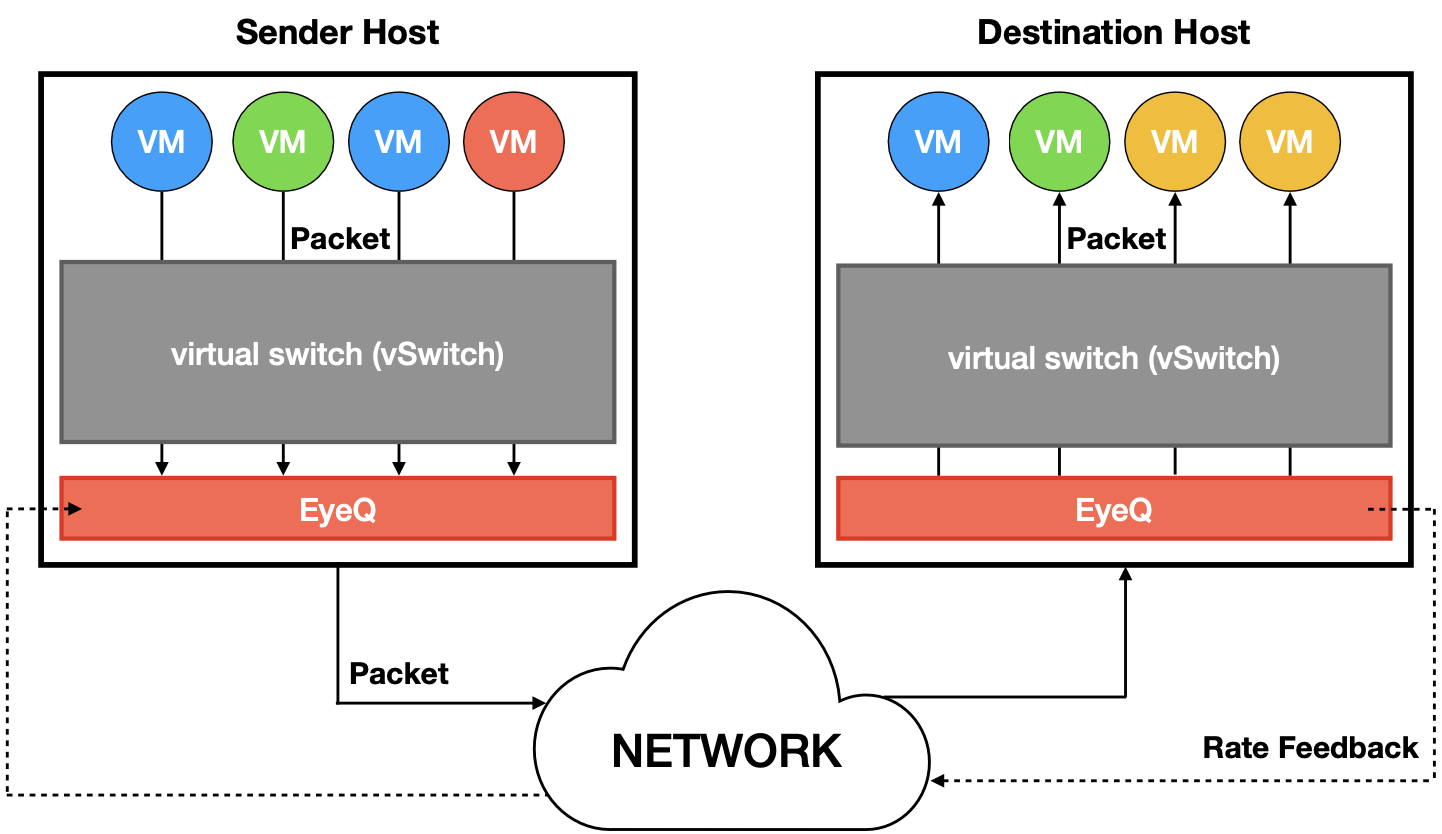 Sender Host
Destination Host
VM VM VM VM
VM VM VM VM
Packet
Packet
virtual switch (vSwitch)
virtual switch (vSwitch)
EyeQ
EyeQ
Packet
NETWORK
Rate Feedback